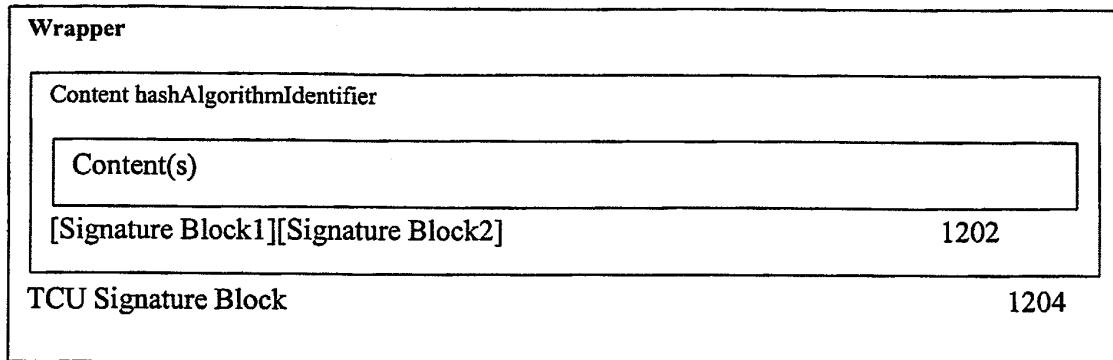 Wrapper
Content hashAlgorithmIdentifier
Content(s)
[Signature Block1][Signature Block2] 1202
TCU Signature Block 1204